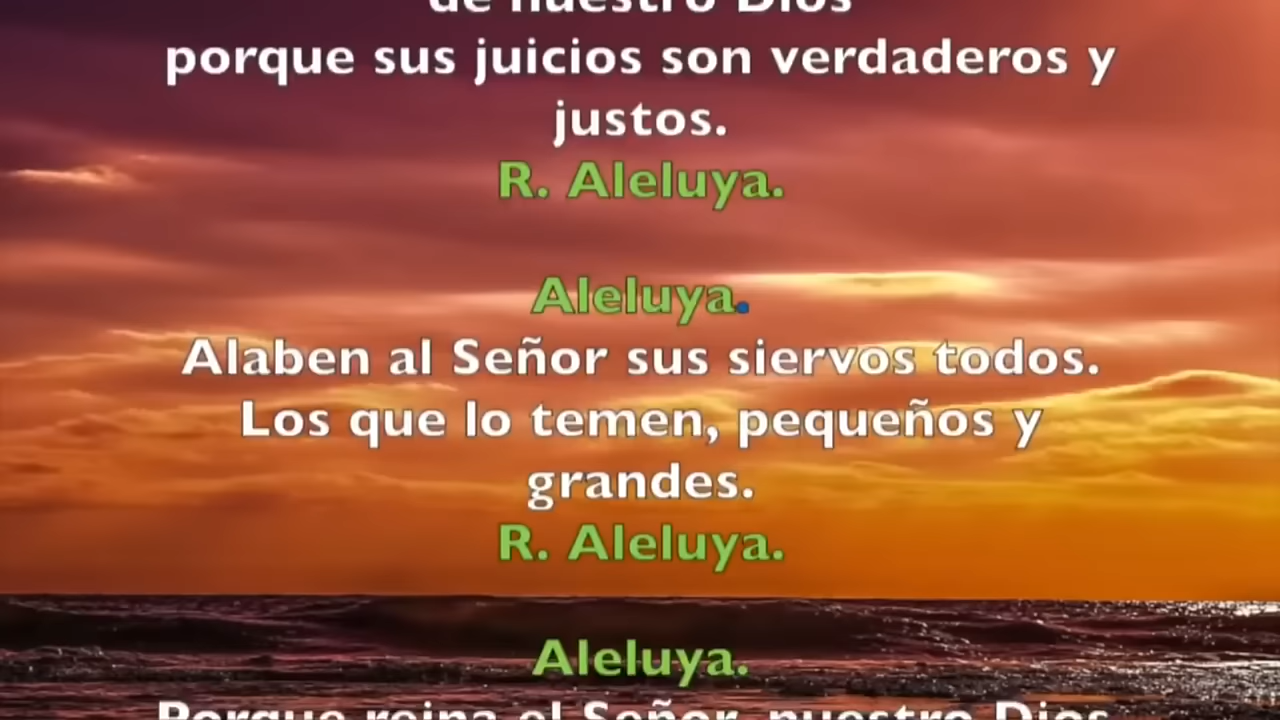 de nuestro Dios
porque sus juicios son verdaderos y
justos.
R. Aleluya.
Aleluya.
Alaben al Señor sus siervos todos.
Los que lo temen, pequeños y
grandes.
R. Aleluya.
Aleluya.
Porque reina el Señor, nuestro Dios